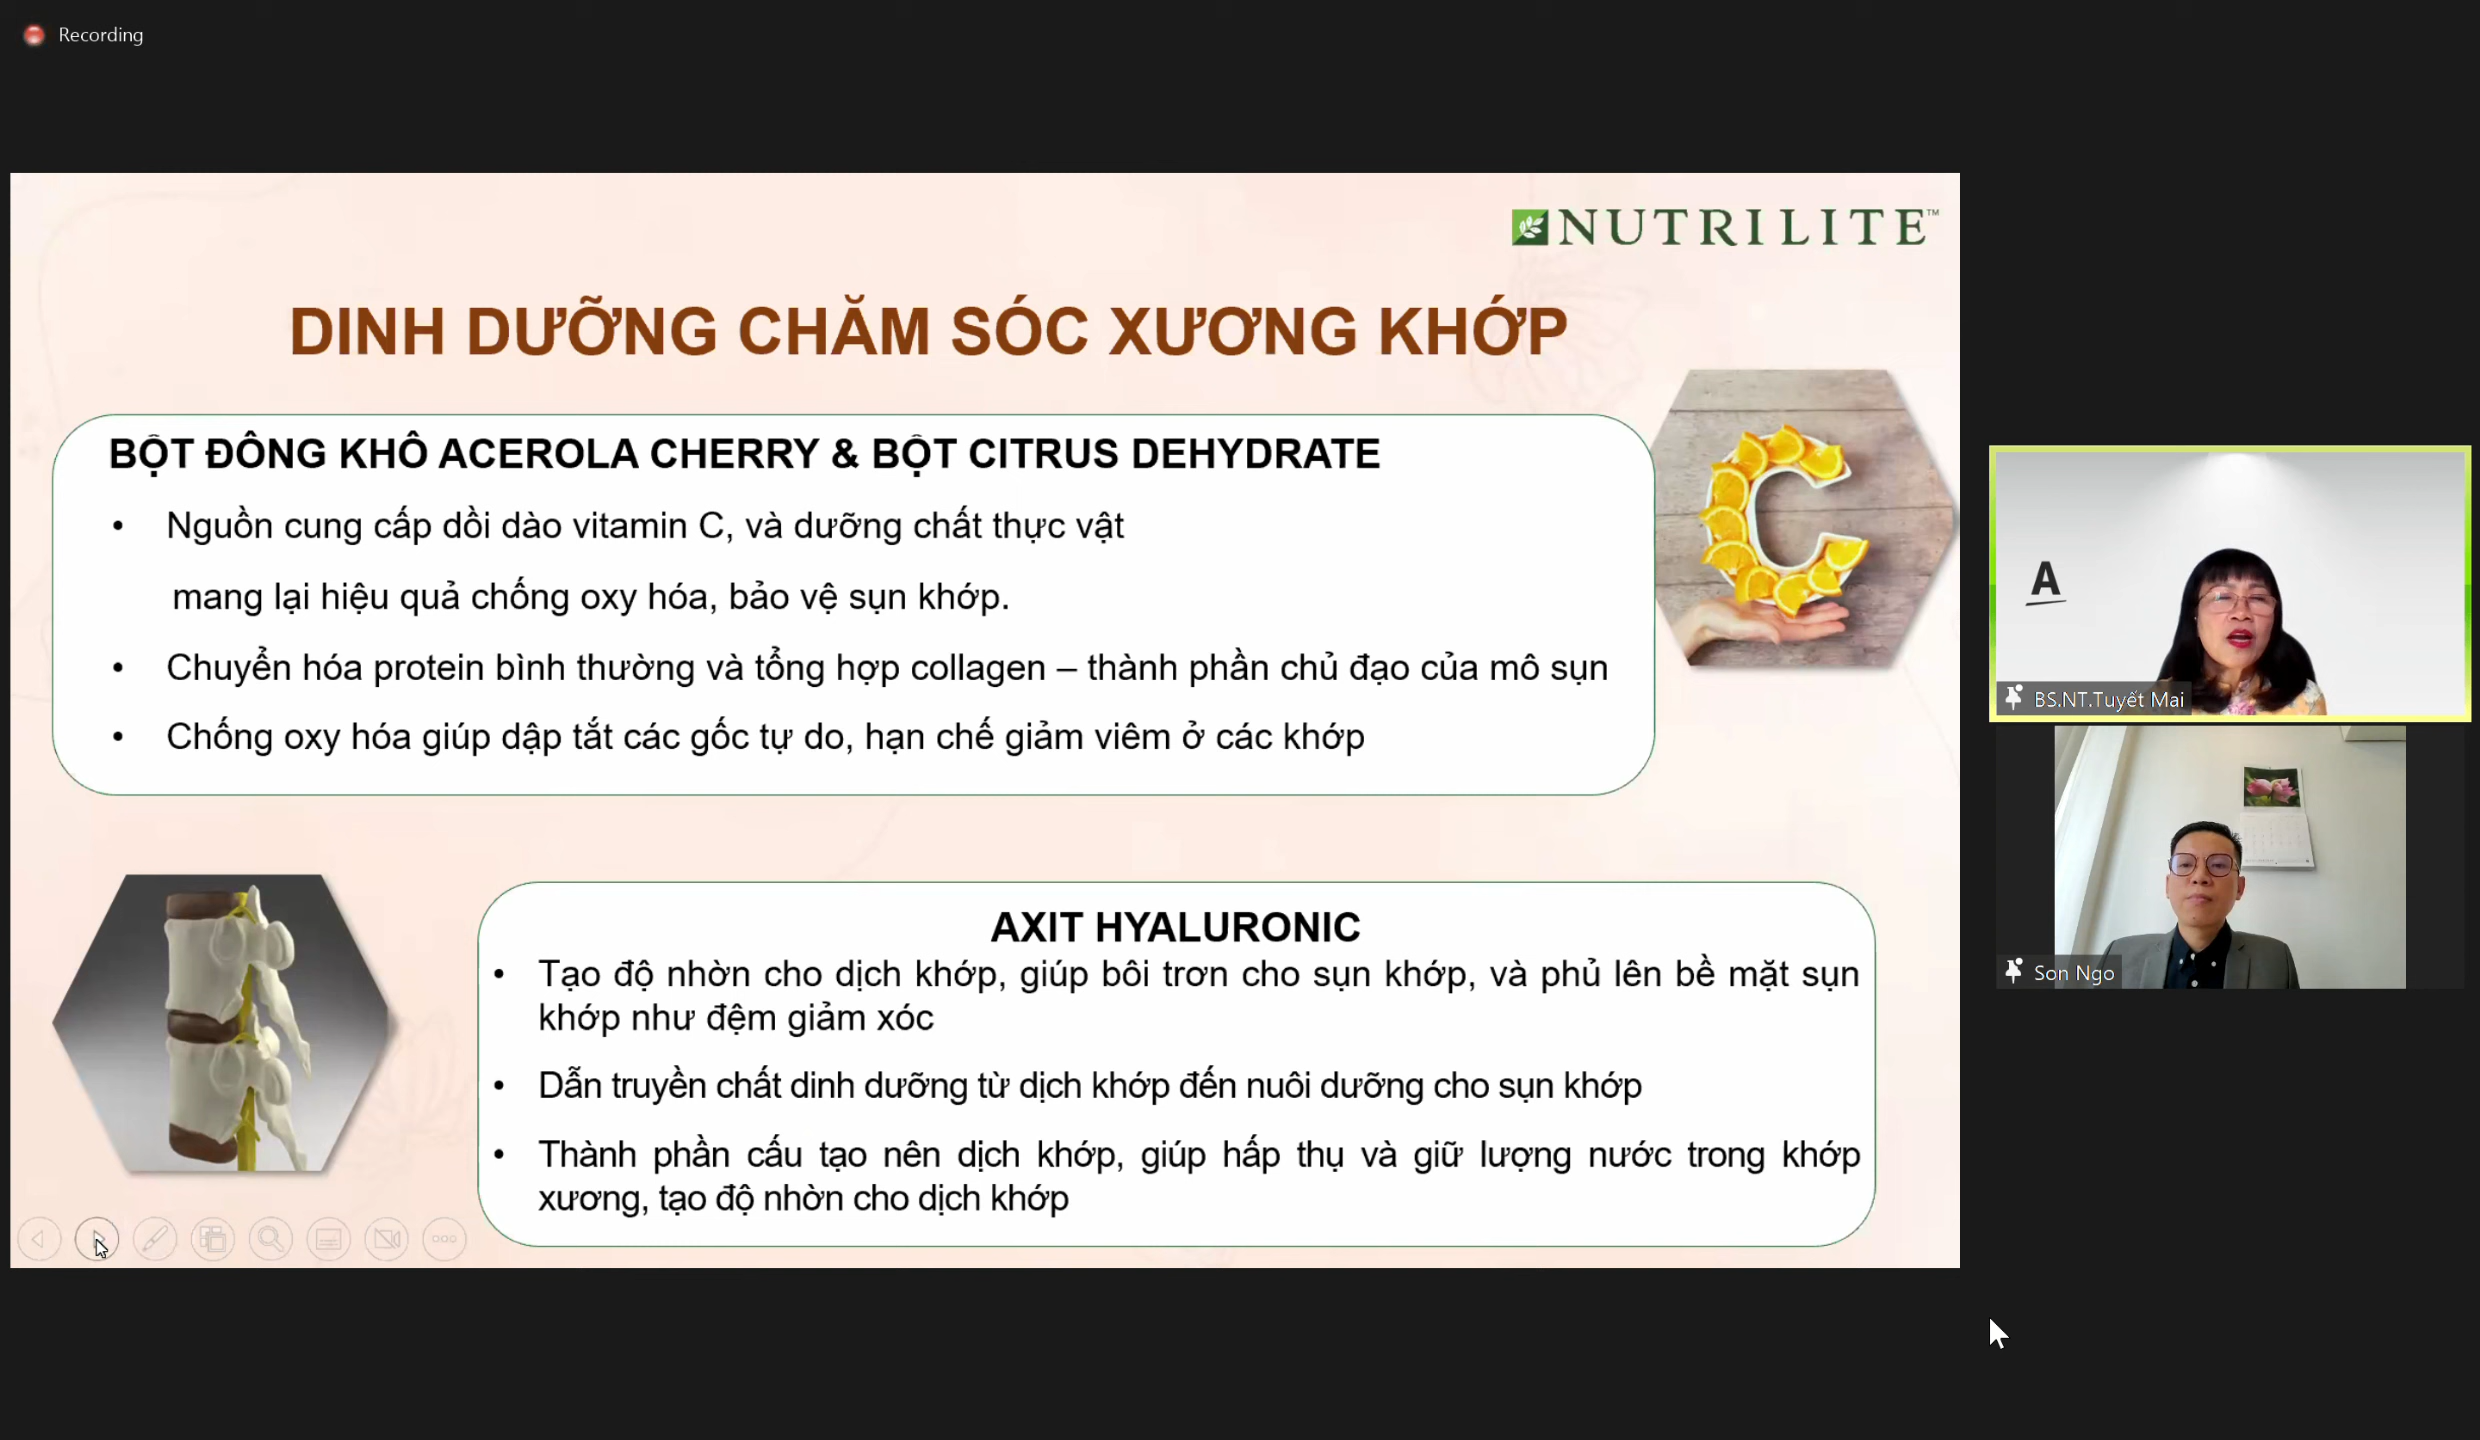 Recording
NUTRILITE™
DINH DƯỠNG CHĂM SÓC XƯƠNG KHỚP
BỘT ĐÔNG KHÔ ACEROLA CHERRY & BỘT CITRUS DEHYDRATE
• Nguồn cung cấp dồi dào vitamin C, và dưỡng chất thực vật
mang lại hiệu quả chống oxy hóa, bảo vệ sụn khớp.
• Chuyển hóa protein bình thường và tổng hợp collagen – thành phần chủ đạo của mô sụn
• Chống oxy hóa giúp dập tắt các gốc tự do, hạn chế giảm viêm ở các khớp
C
AXIT HYALURONIC
• Tạo độ nhờn cho dịch khớp, giúp bôi trơn cho sụn khớp, và phủ lên bề mặt sụn
khớp như đệm giảm xóc
• Dẫn truyền chất dinh dưỡng từ dịch khớp đến nuôi dưỡng cho sụn khớp
• Thành phần cấu tạo nên dịch khớp, giúp hấp thụ và giữ lượng nước trong khớp
xương, tạo độ nhờn cho dịch khớp
A
BS.NT.Tuyết Mai
Son Ngo